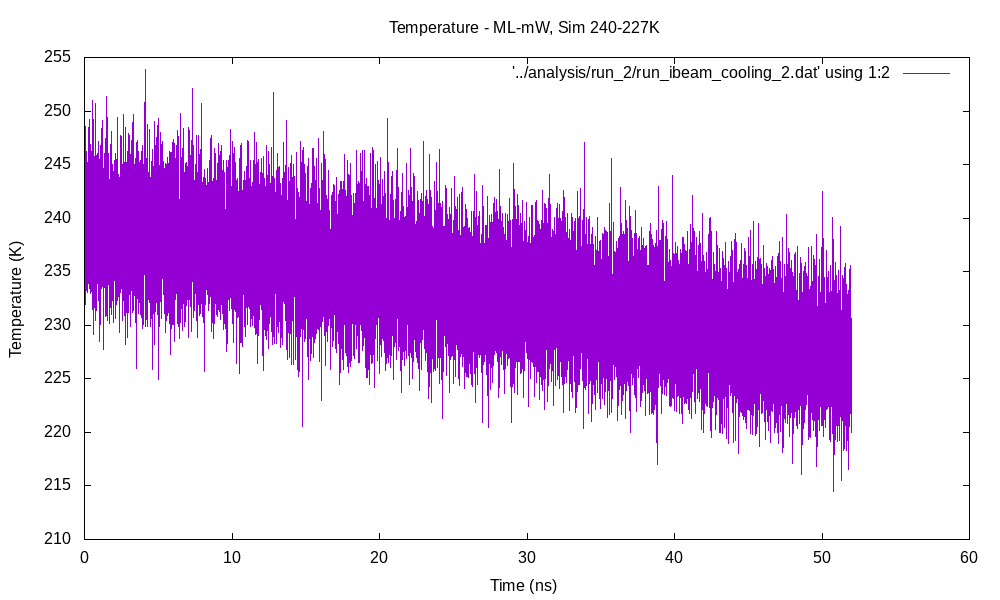 Temperature - ML-mW, Sim 240-227K
'../analysis/run_2/run_ibeam_cooling_2.dat' using 1:2
255
250
245
240
235
230
225
220
215
210
Temperature (K)
0 10 20 30 40 50 60
Time (ns)